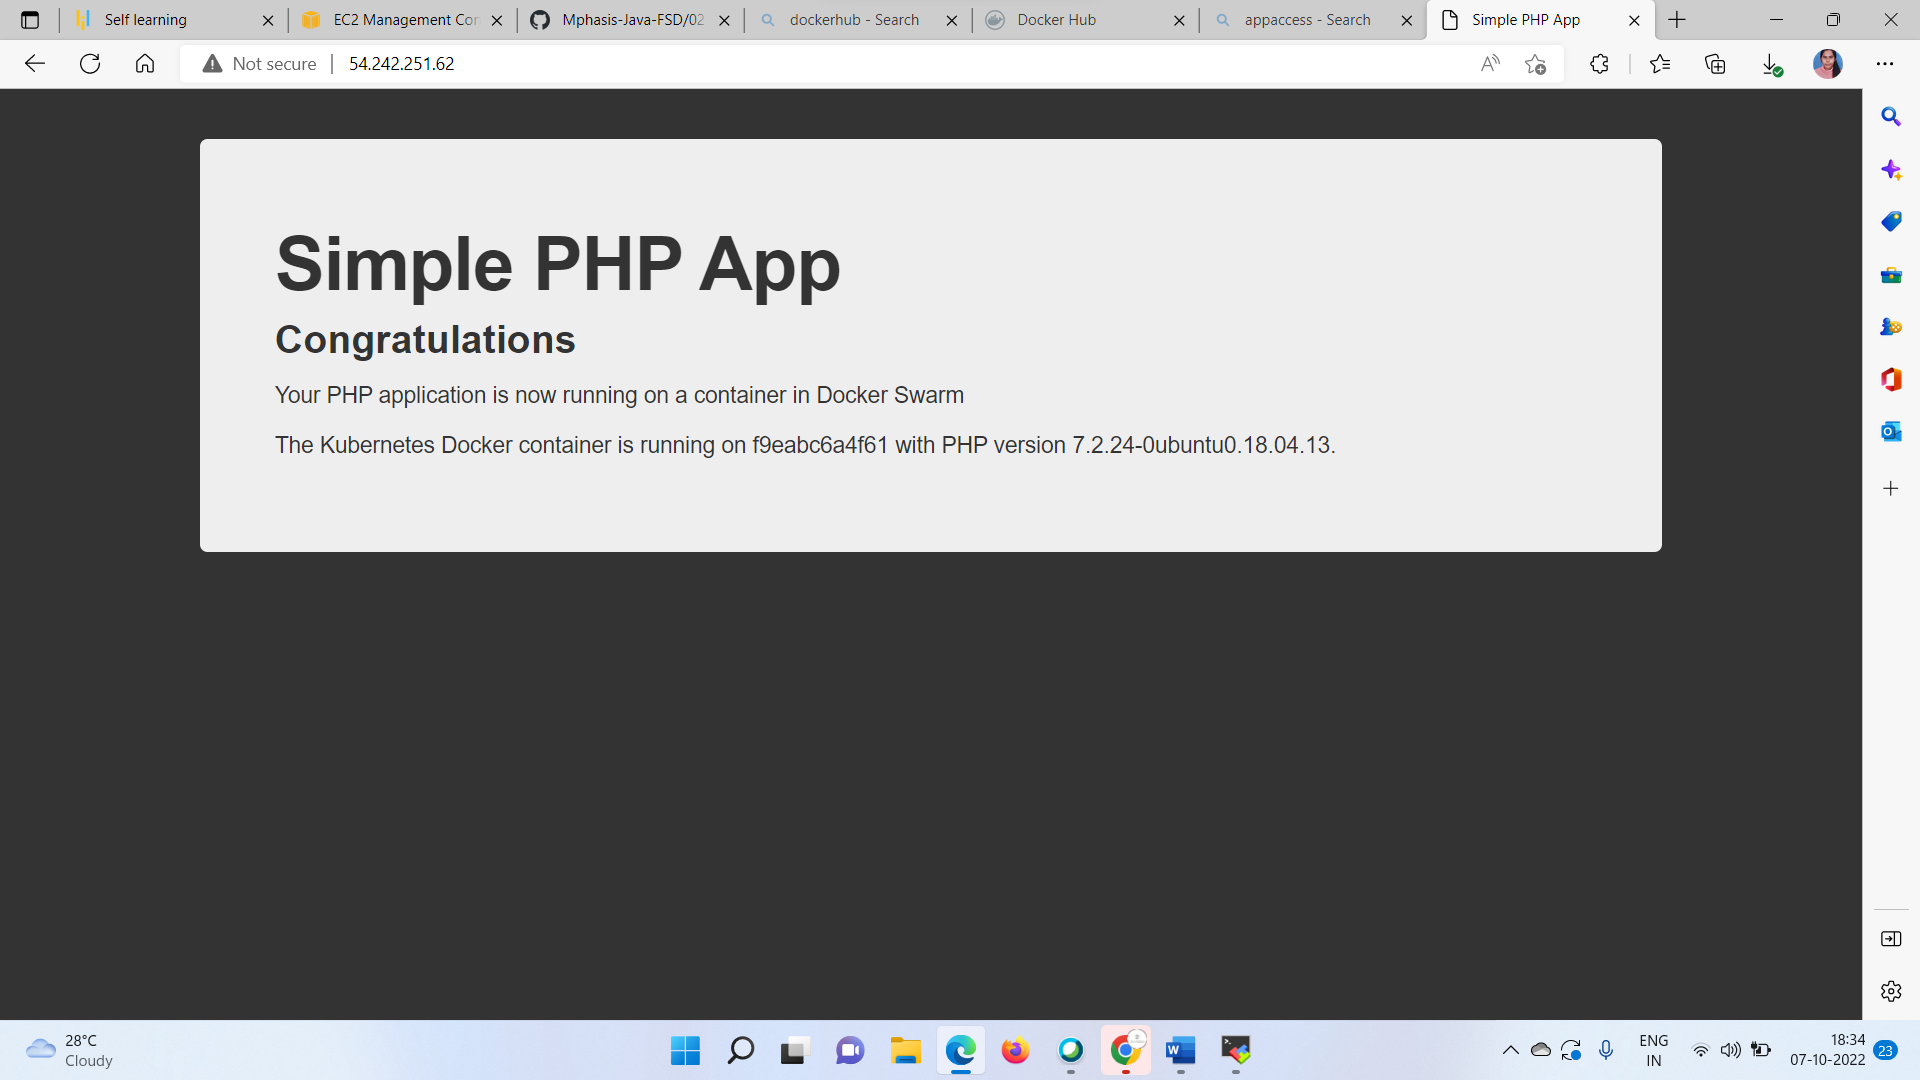 Self learning
EC2 Management Con
Mphasis-Java-FSD/02
dockerhub - Search
Docker Hub
appaccess - Search
Simple PHP App
Not secure
54.242.251.62
Simple PHP App
Congratulations
Your PHP application is now running on a container in Docker Swarm
The Kubernetes Docker container is running on f9eabc6a4f61 with PHP version 7.2.24-0ubuntu0.18.04.13.
28°C
Cloudy
ENG
IN
18:34
07-10-2022
23